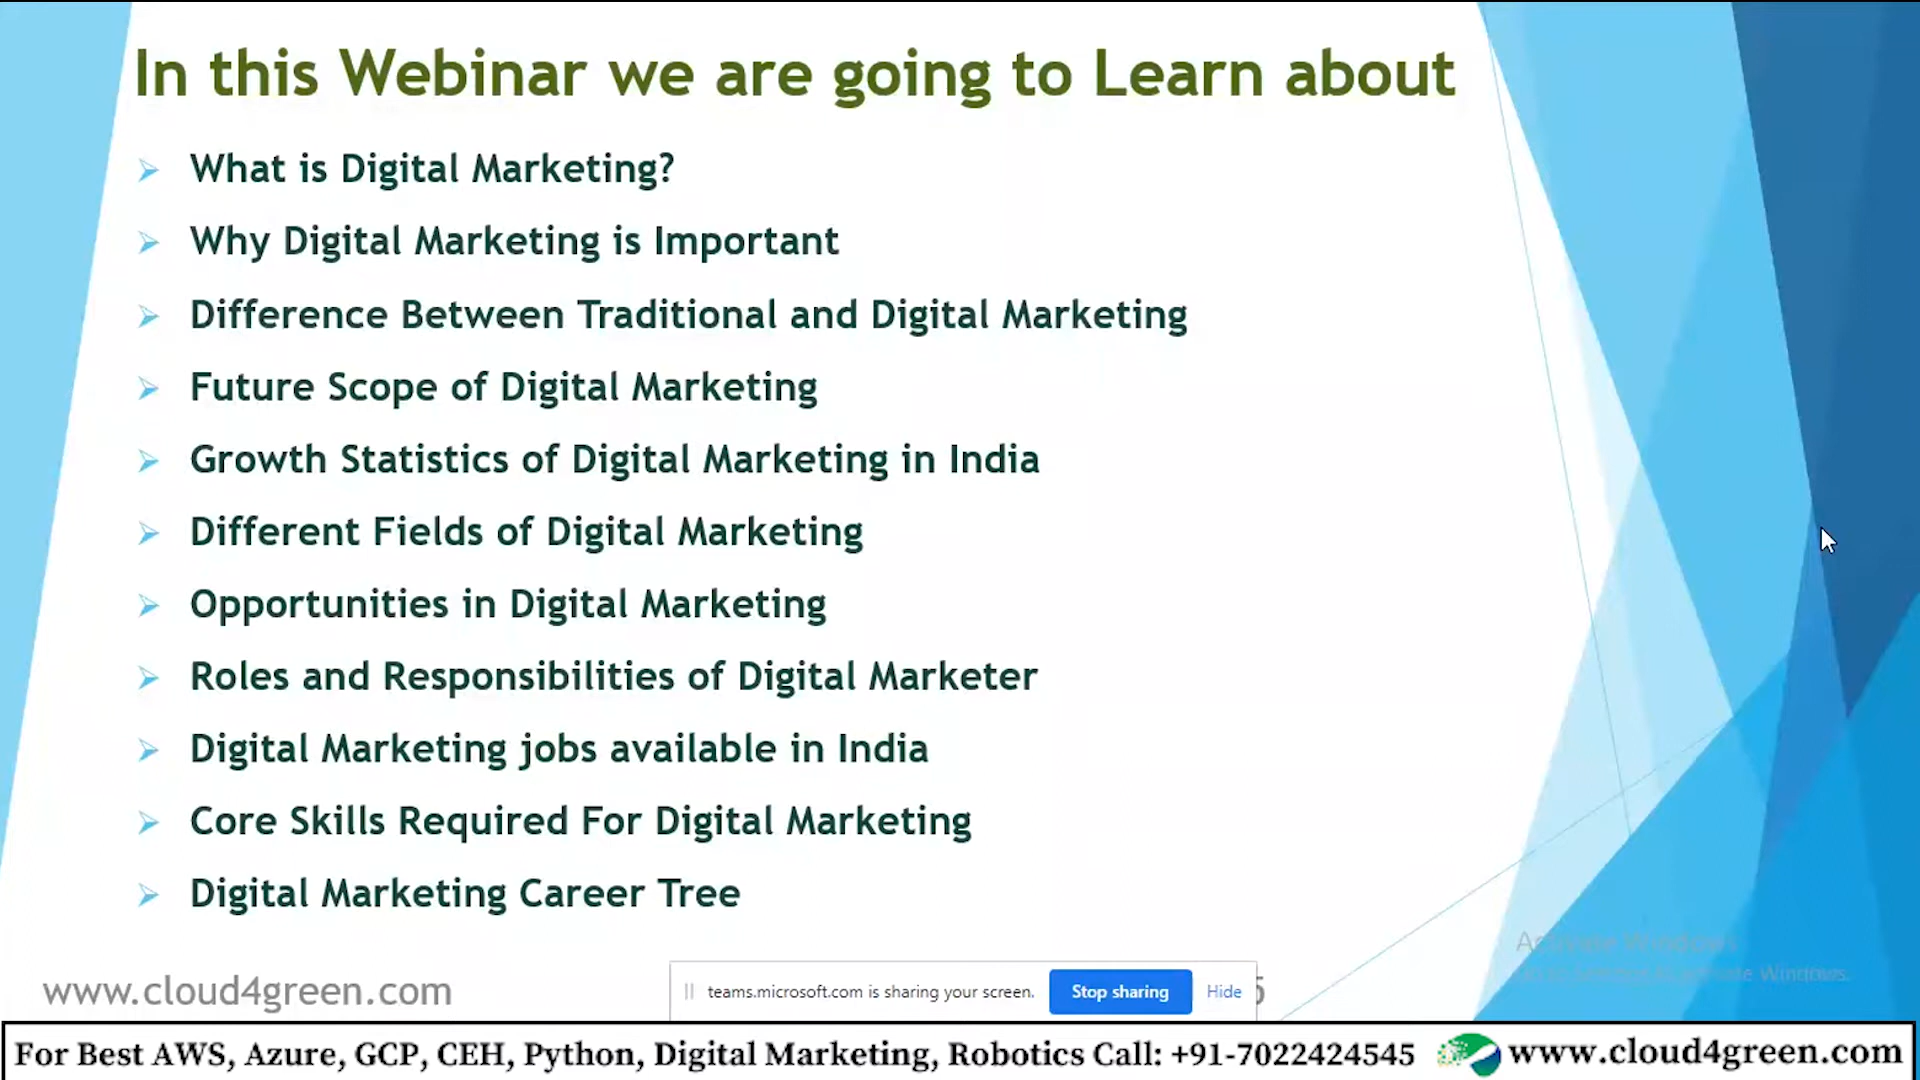 In this Webinar we are going to Learn about
What is Digital Marketing?
Why Digital Marketing is Important
Difference Between Traditional and Digital Marketing
Future Scope of Digital Marketing
Growth Statistics of Digital Marketing in India
Different Fields of Digital Marketing
Opportunities in Digital Marketing
Roles and Responsibilities of Digital Marketer
Digital Marketing jobs available in India
Core Skills Required For Digital Marketing
Digital Marketing Career Tree
Activate Windows
Windows.
www.cloud4green.com
teams.microsoft.com is sharing your screen. Stop sharing Hide
For Best AWS, Azure, GCP, CEH, Python, Digital Marketing, Robotics Call: +91-7022424545 www.cloud4green.com